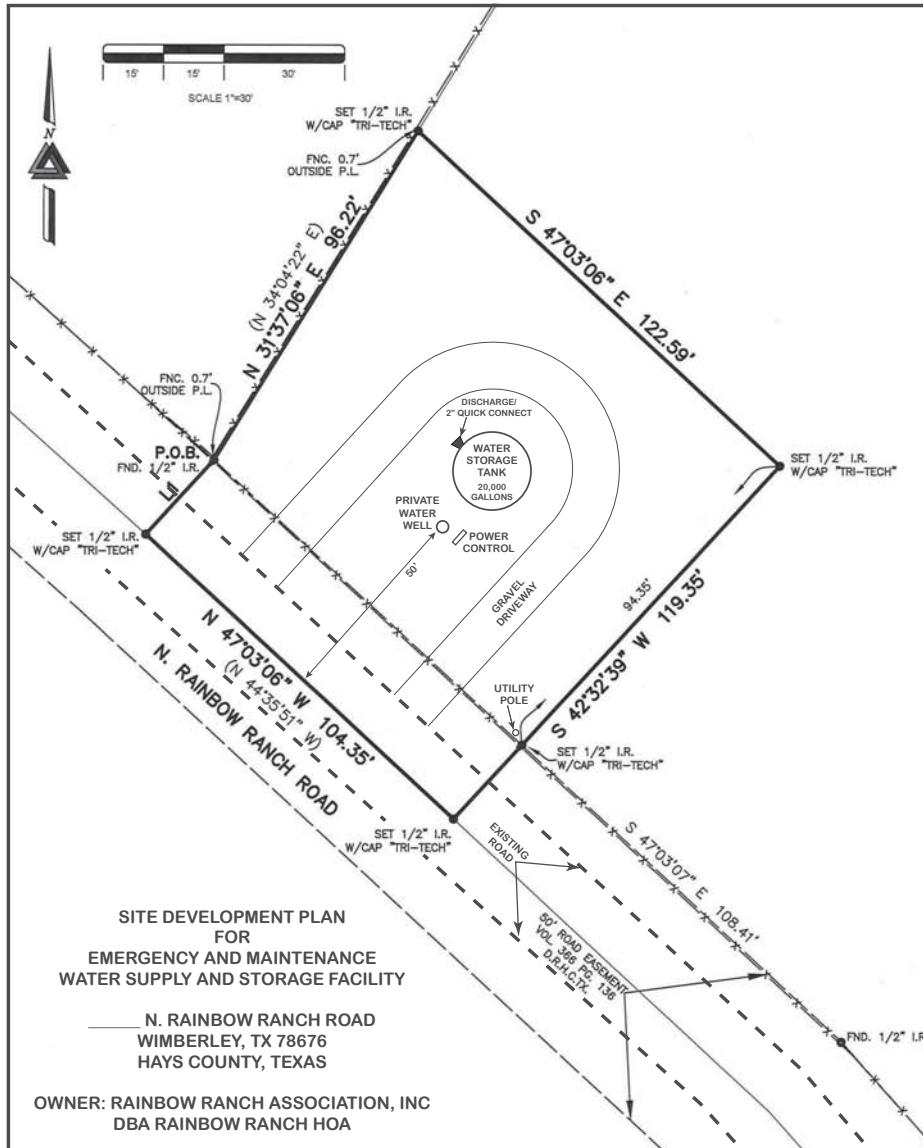 15'
15'
30'
SCALE 1"=30'
N
SET 1/2" I.R.
W/CAP "TRI-TECH"
FNC. 0.7'
OUTSIDE P.L.
(N 34°04'22" E)
N 31°37'06" E 96.22'
S 47°03'06" E 122.59'
FNC. 0.7'
OUTSIDE P.L.
P.O.B.
FND. 1/2" I.R.
L1
SET 1/2" I.R.
W/CAP "TRI-TECH"
DISCHARGE/
2" QUICK CONNECT
WATER
STORAGE
TANK
20,000
GALLONS
PRIVATE
WATER
WELL
POWER
CONTROL
50'
GRAVEL
DRIVEWAY
SET 1/2" I.R.
W/CAP "TRI-TECH"
94.35'
S 42°32'39" W 119.35'
UTILITY
POLE
SET 1/2" I.R.
W/CAP "TRI-TECH"
N 47°03'06" W 104.35'
(N 44°35'51" W)
N. RAINBOW RANCH ROAD
SET 1/2" I.R.
W/CAP "TRI-TECH"
EXISTING
ROAD
S 47°03'07" E 108.41'
50' ROAD EASEMENT
VOL. 366 PG. 136
D.R.H.C.TX.
FND. 1/2" I.R.
SITE DEVELOPMENT PLAN
FOR
EMERGENCY AND MAINTENANCE
WATER SUPPLY AND STORAGE FACILITY
_____ N. RAINBOW RANCH ROAD
WIMBERLEY, TX 78676
HAYS COUNTY, TEXAS
OWNER: RAINBOW RANCH ASSOCIATION, INC
DBA RAINBOW RANCH HOA